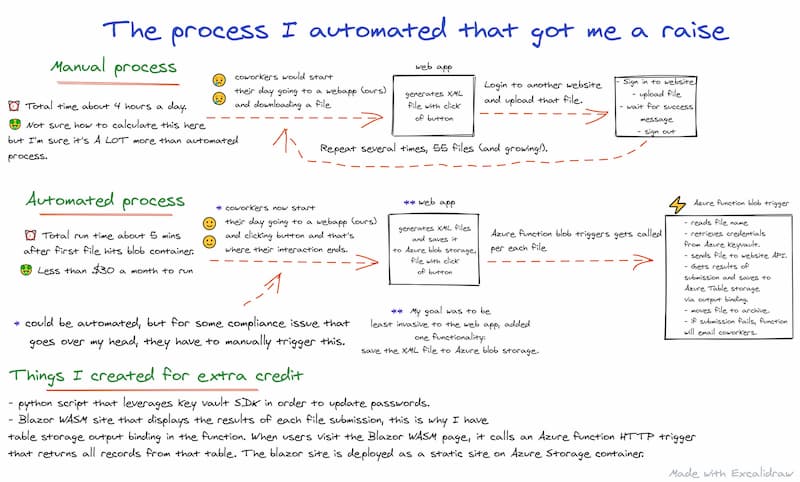 The process I automated that got me a raise
Manual process
Total time about 4 hours a day.
Not sure how to calculate this here
but I'm sure it's A LOT more than automated
process.
coworkers would start
their day going to a webapp (ours)
and downloading a file.
web app
generates XML
file with click
of button
Login to another website
and upload that file.
- Sign in to website
- upload file
- wait for success
message
- sign out
Repeat several times, 55 files (and growing!).
Automated process
Total run time about 5 mins
after first file hits blob container.
Less than $30 a month to run
* coworkers now start
their day going to a webapp (ours)
and clicking button and that's
where their interaction ends.
** web app
generates XML files
and saves it
to Azure blob storage,
file with click
of button
Azure function blob triggers gets called
per each file.
Azure function blob trigger
- reads file name
- retrieves credentials
from Azure keyvault.
- sends file to website API.
- Gets results of
submission and saves to
Azure Table storage
via output binding.
- moves file to archive.
- if submission fails, function
will email coworkers.
* could be automated, but for some compliance issue that
goes over my head, they have to manually trigger this.
** My goal was to be
least invasive to the web app, added
one functionality:
save the XML file to Azure blob storage.
Things I created for extra credit
- python script that leverages key vault SDK in order to update passwords.
- Blazor WASM site that displays the results of each file submission, this is why I have
table storage output binding in the function. When users visit the Blazor WASM page, it calls an Azure function HTTP trigger
that returns all records from that table. The blazor site is deployed as a static site on Azure Storage container.
Made with Excalidraw